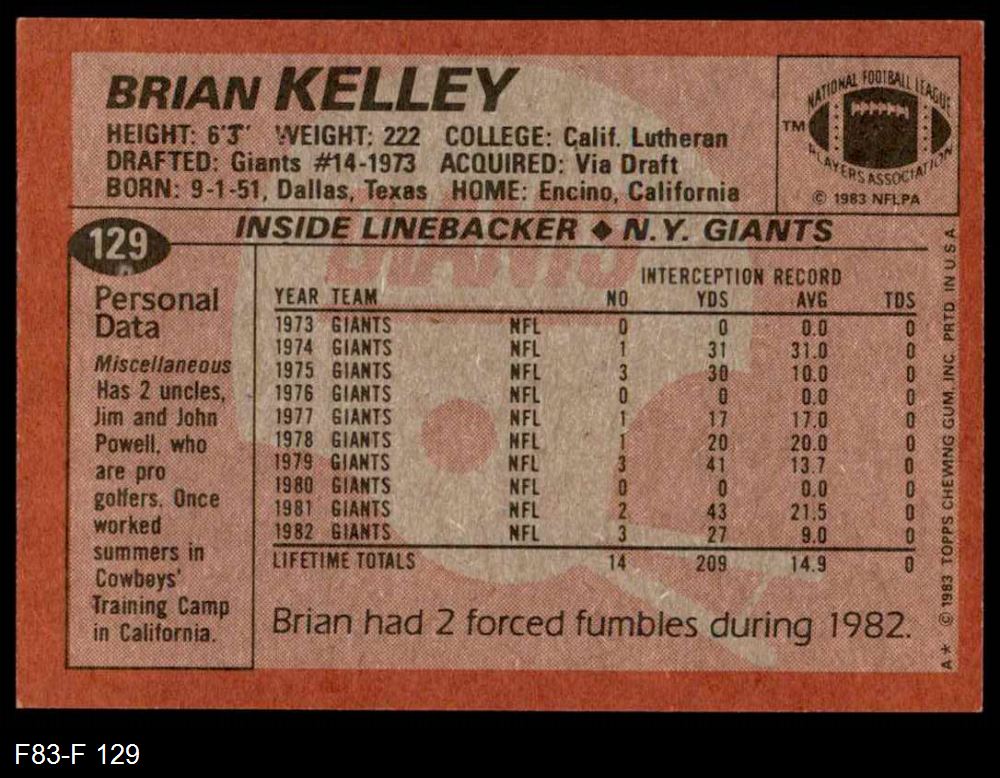 BRIAN KELLEY
HEIGHT: 6'3" WEIGHT: 222 COLLEGE: Calif. Lutheran
DRAFTED: Giants #14-1973 ACQUIRED: Via Draft
BORN: 9-1-51, Dallas, Texas HOME: Encino, California
NATIONAL FOOTBALL LEAGUE
TM
PLAYERS ASSOCIATION
© 1983 NFLPA
129
INSIDE LINEBACKER ◆ N.Y. GIANTS
GIANTS
Personal
Data
Miscellaneous
Has 2 uncles,
Jim and John
Powell, who
are pro
golfers. Once
worked
summers in
Cowboys'
Training Camp
in California.
INTERCEPTION RECORD
YEAR TEAM NO YDS AVG TDS
1973 GIANTS NFL 0 0 0.0 0
1974 GIANTS NFL 1 31 31.0 0
1975 GIANTS NFL 3 30 10.0 0
1976 GIANTS NFL 0 0 0.0 0
1977 GIANTS NFL 1 17 17.0 0
1978 GIANTS NFL 1 20 20.0 0
1979 GIANTS NFL 3 41 13.7 0
1980 GIANTS NFL 0 0 0.0 0
1981 GIANTS NFL 2 43 21.5 0
1982 GIANTS NFL 3 27 9.0 0
LIFETIME TOTALS 14 209 14.9 0
Brian had 2 forced fumbles during 1982.
A* © 1983 TOPPS CHEWING GUM, INC. PRTD IN U.S.A.
F83-F 129